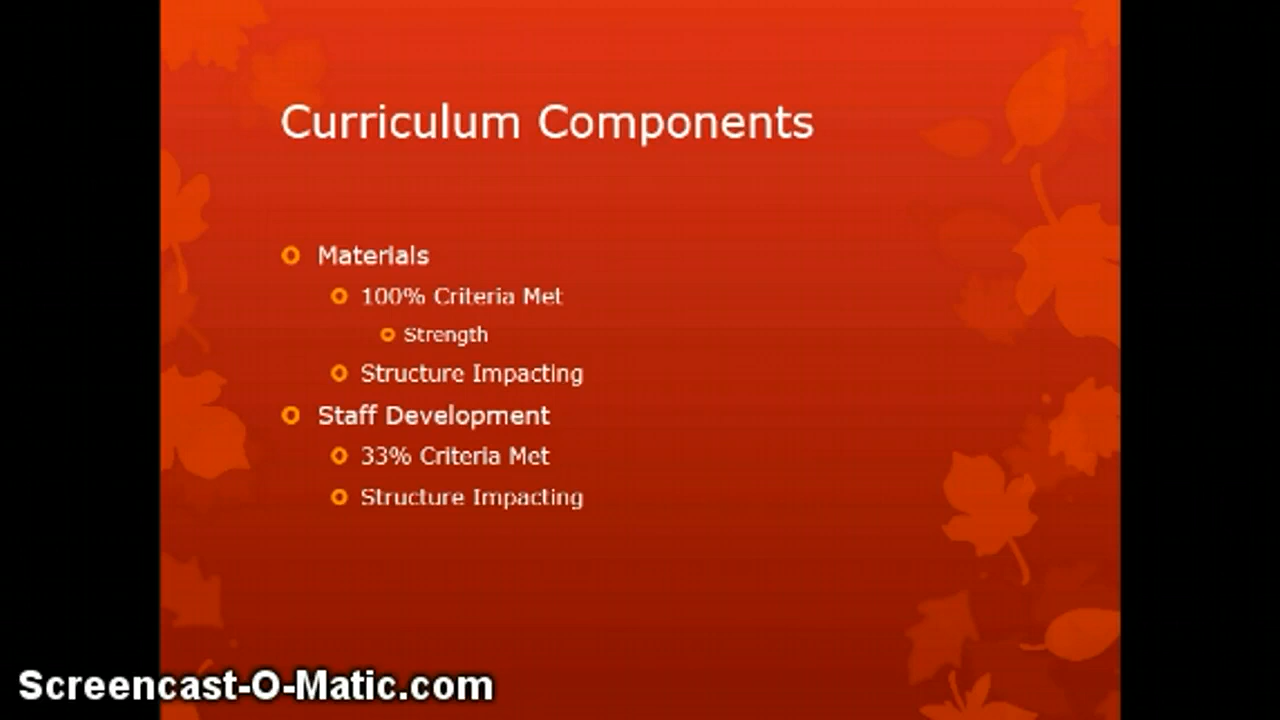 Curriculum Components
Materials
100% Criteria Met
Strength
Structure Impacting
Staff Development
33% Criteria Met
Structure Impacting
Screencast-O-Matic.com